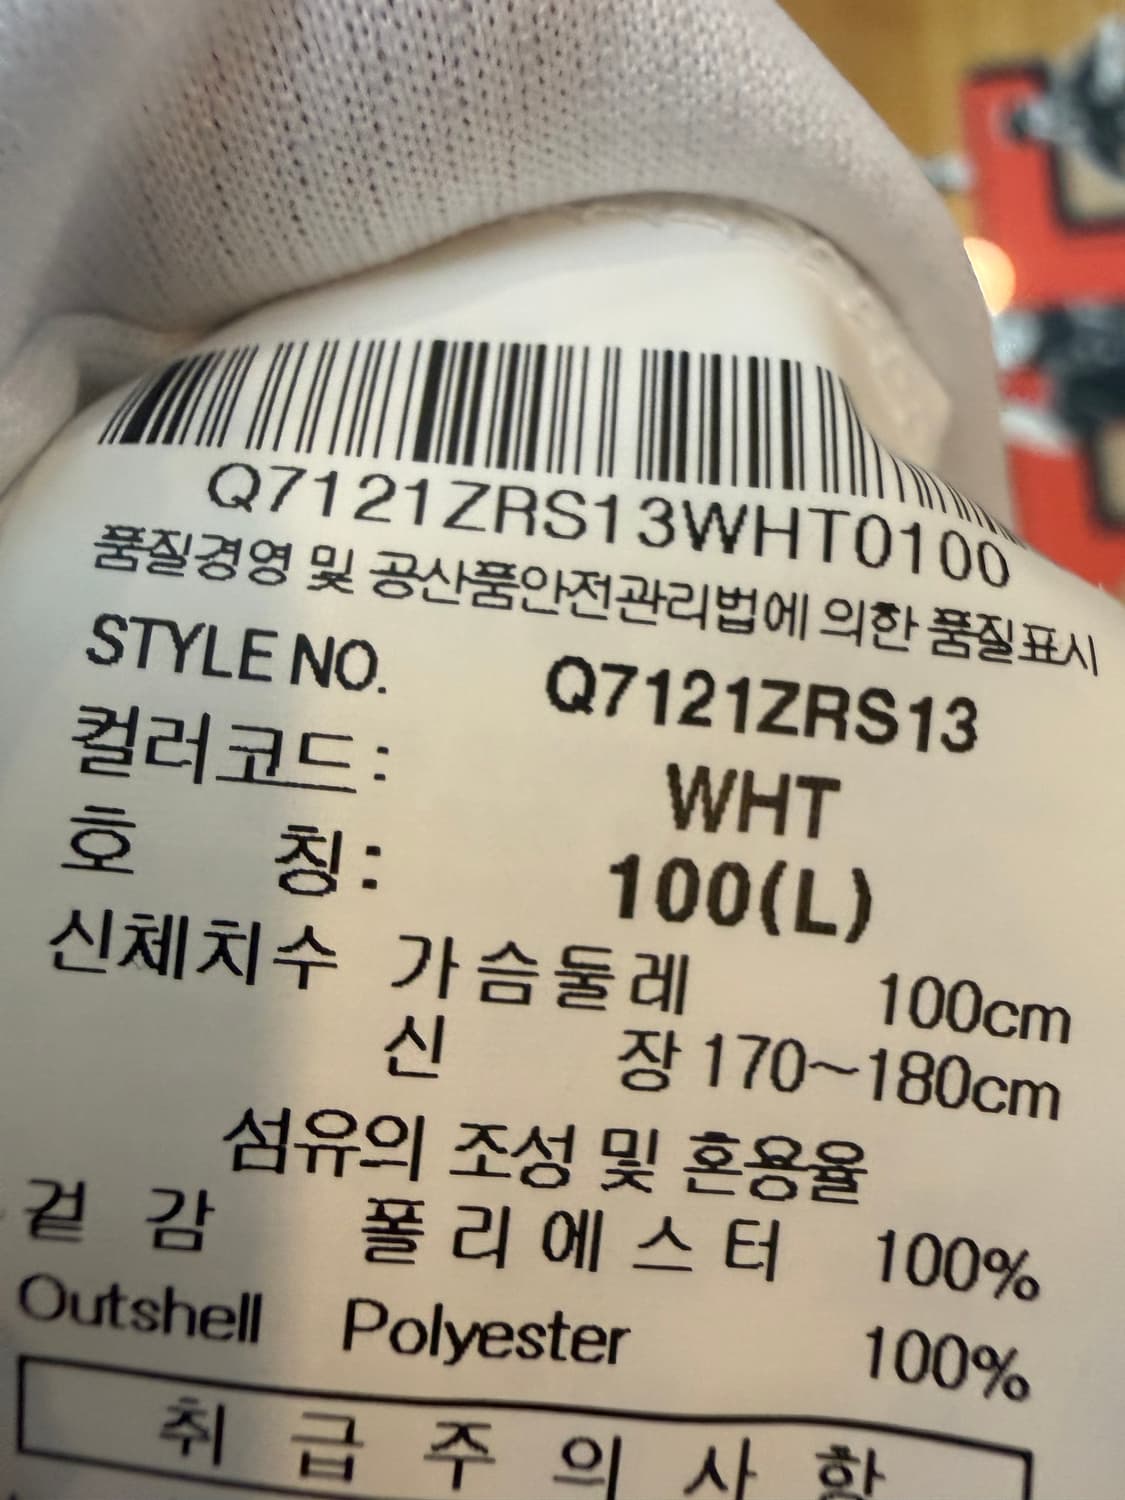 Q7121ZRS13WHT0100
품질경영 및 공산품안전관리법에 의한 품질표시
STYLE NO. Q7121ZRS13
컬러코드: WHT
호 칭: 100(L)
신체치수 가슴둘레 100cm
신 장 170~180cm
섬유의 조성 및 혼용율
겉 감 폴리에스터 100%
Outshell Polyester 100%
취 급 주 의 사 항